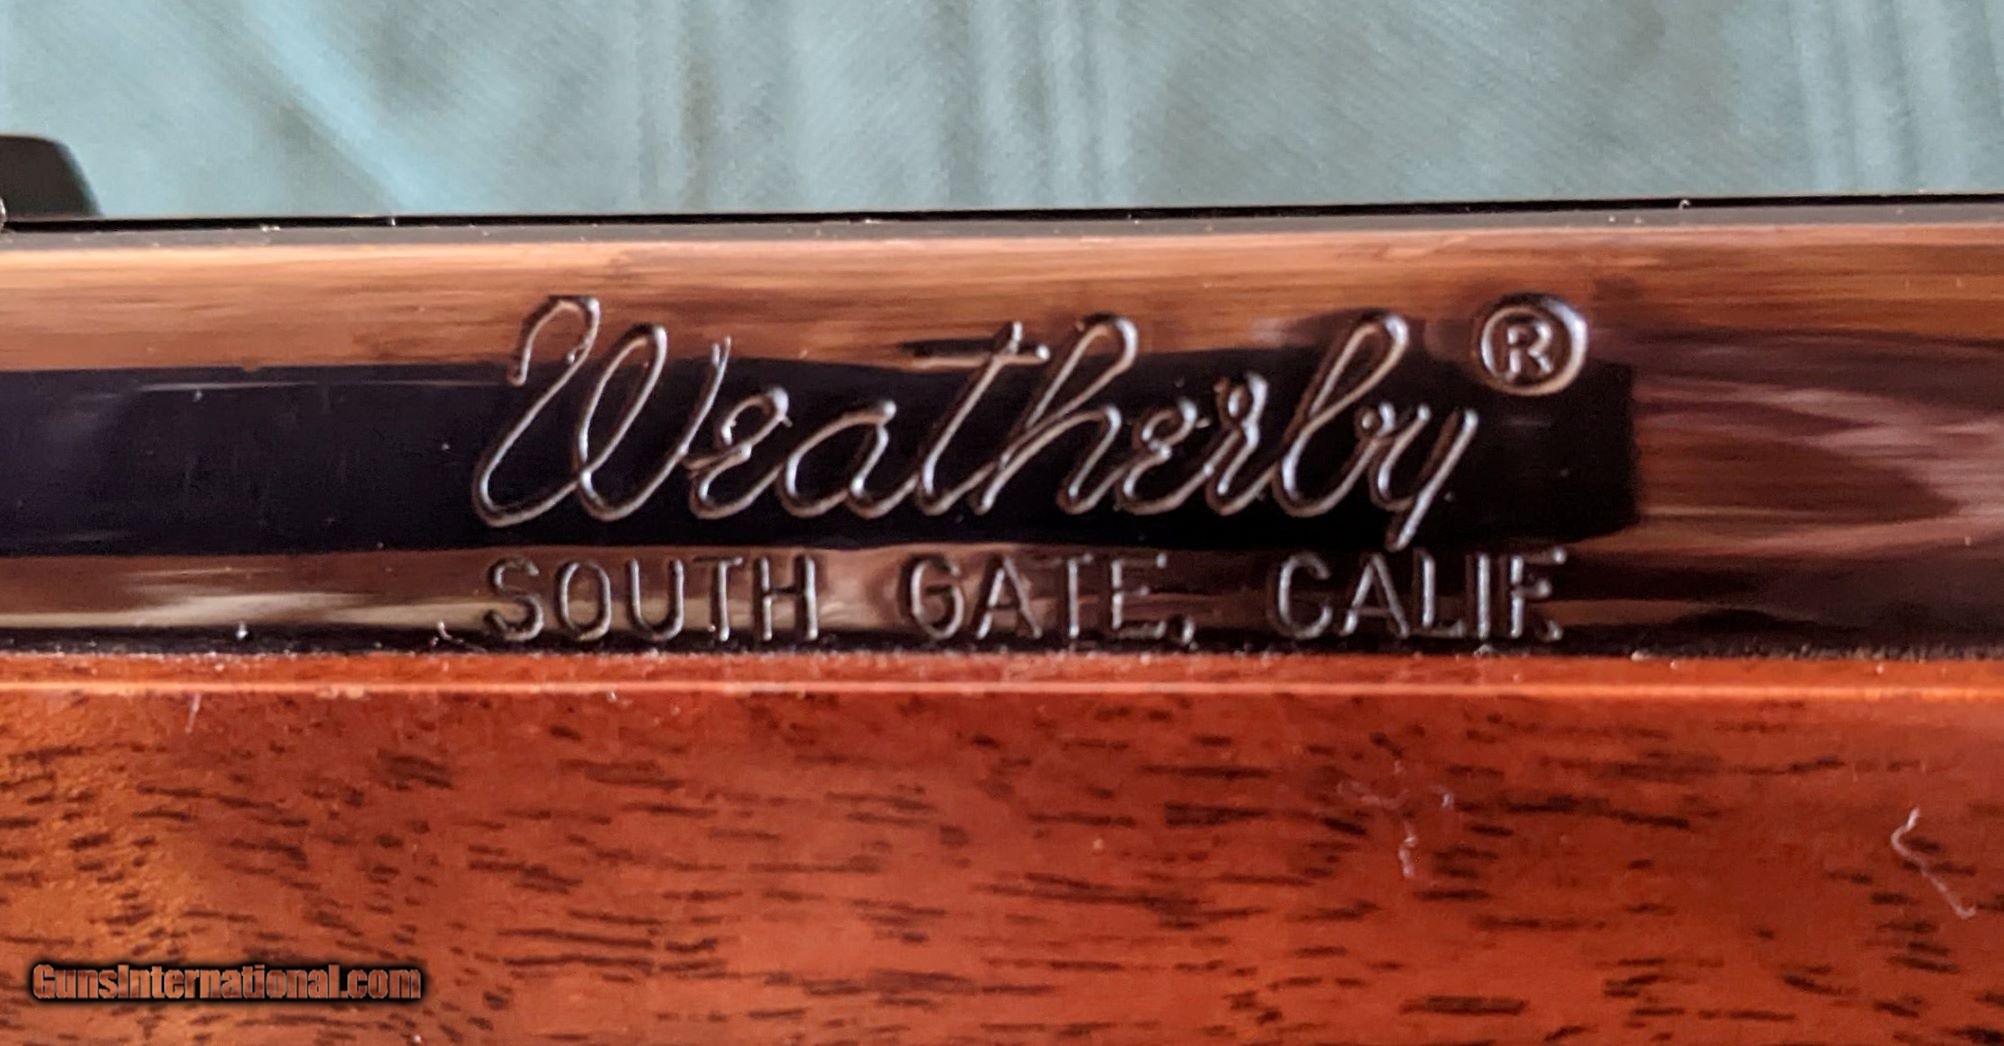 Weatherby®
SOUTH GATE, CALIF.
GunsInternational.com